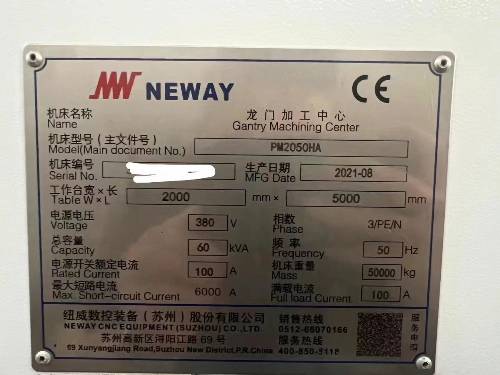 NEWAY CE
机床名称 龙门加工中心
Name Gantry Machining Center
机床型号(主文件号) PM2050HA
Model(Main document No.)
机床编号 生产日期 2021-08
Serial No. MFG Date
工作台宽×长 2000 mm× 5000 mm
Table W×L
电源电压 380 V 相数 3/PE/N
Voltage Phase
总容量 60 kVA 频率 50 Hz
Capacity Frequency
电源开关额定电流 100 A 机床重量 50000 kg
Rated Current Mass
最大短路电流 6000 A 满载电流 100 A
Max. Short-circuit Current Full load Current
纽威数控装备(苏州)股份有限公司 销售热线
NEWAY CNC EQUIPMENT (SUZHOU) CO.,LTD. 0512-65070166
苏州高新区浔阳江路69号 服务热线
69 Xunyangjiang Road,Suzhou New District,P.R.China 400-850-8118
服务电话